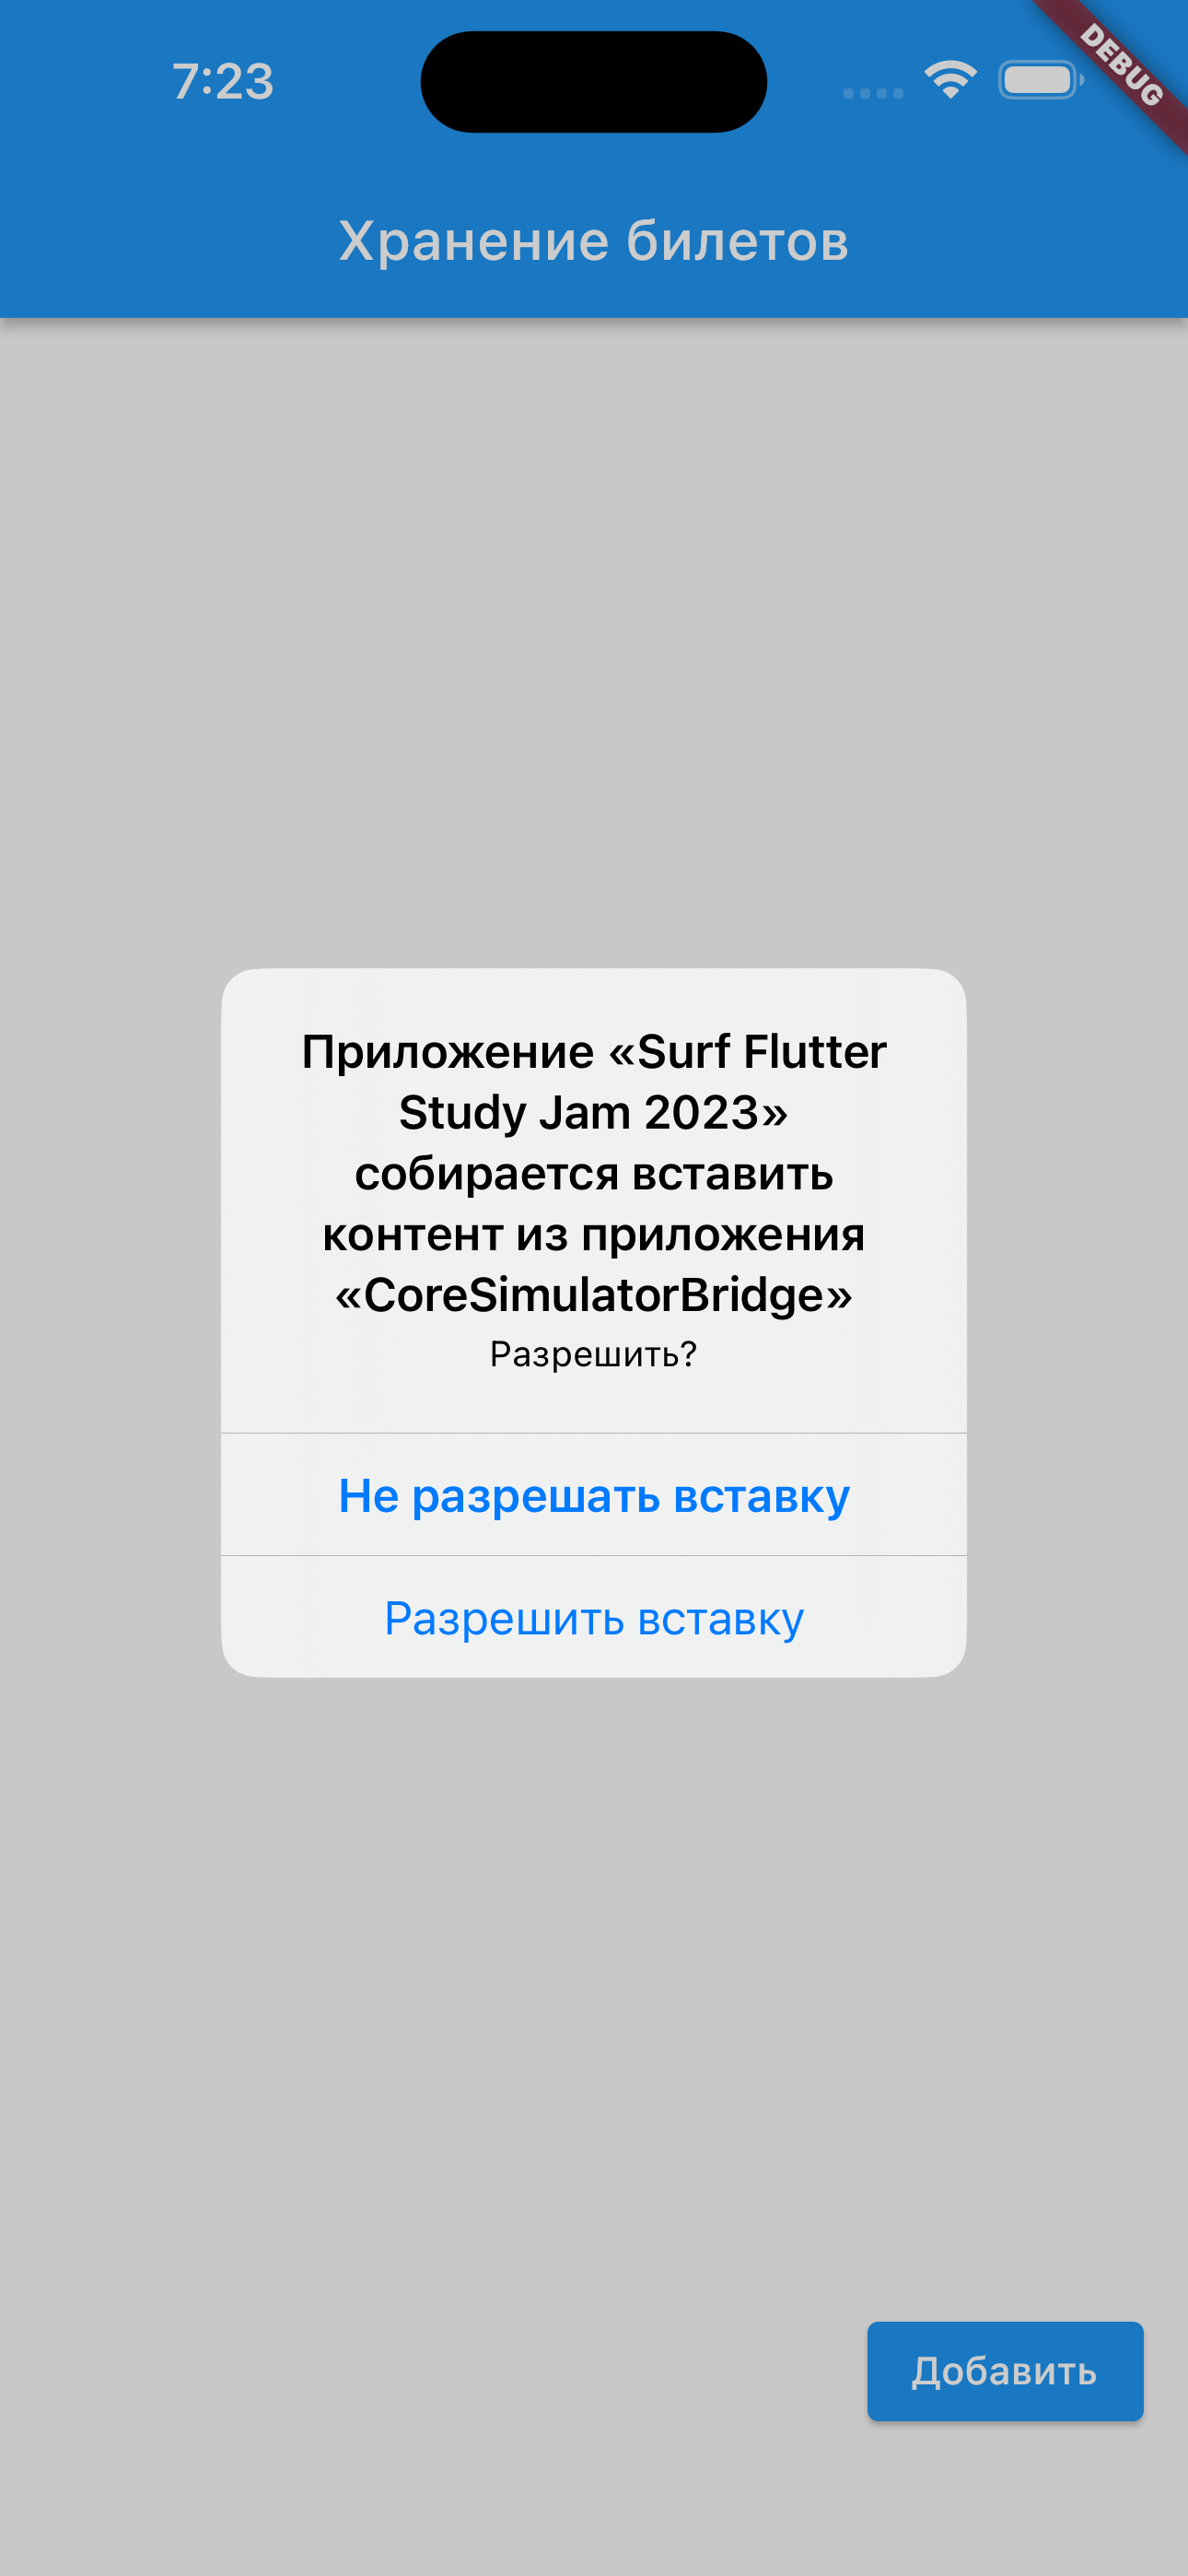 7:23
DEBUG
Хранение билетов
Приложение «Surf Flutter
Study Jam 2023»
собирается вставить
контент из приложения
«CoreSimulatorBridge»
Разрешить?
Не разрешать вставку
Разрешить вставку
Добавить